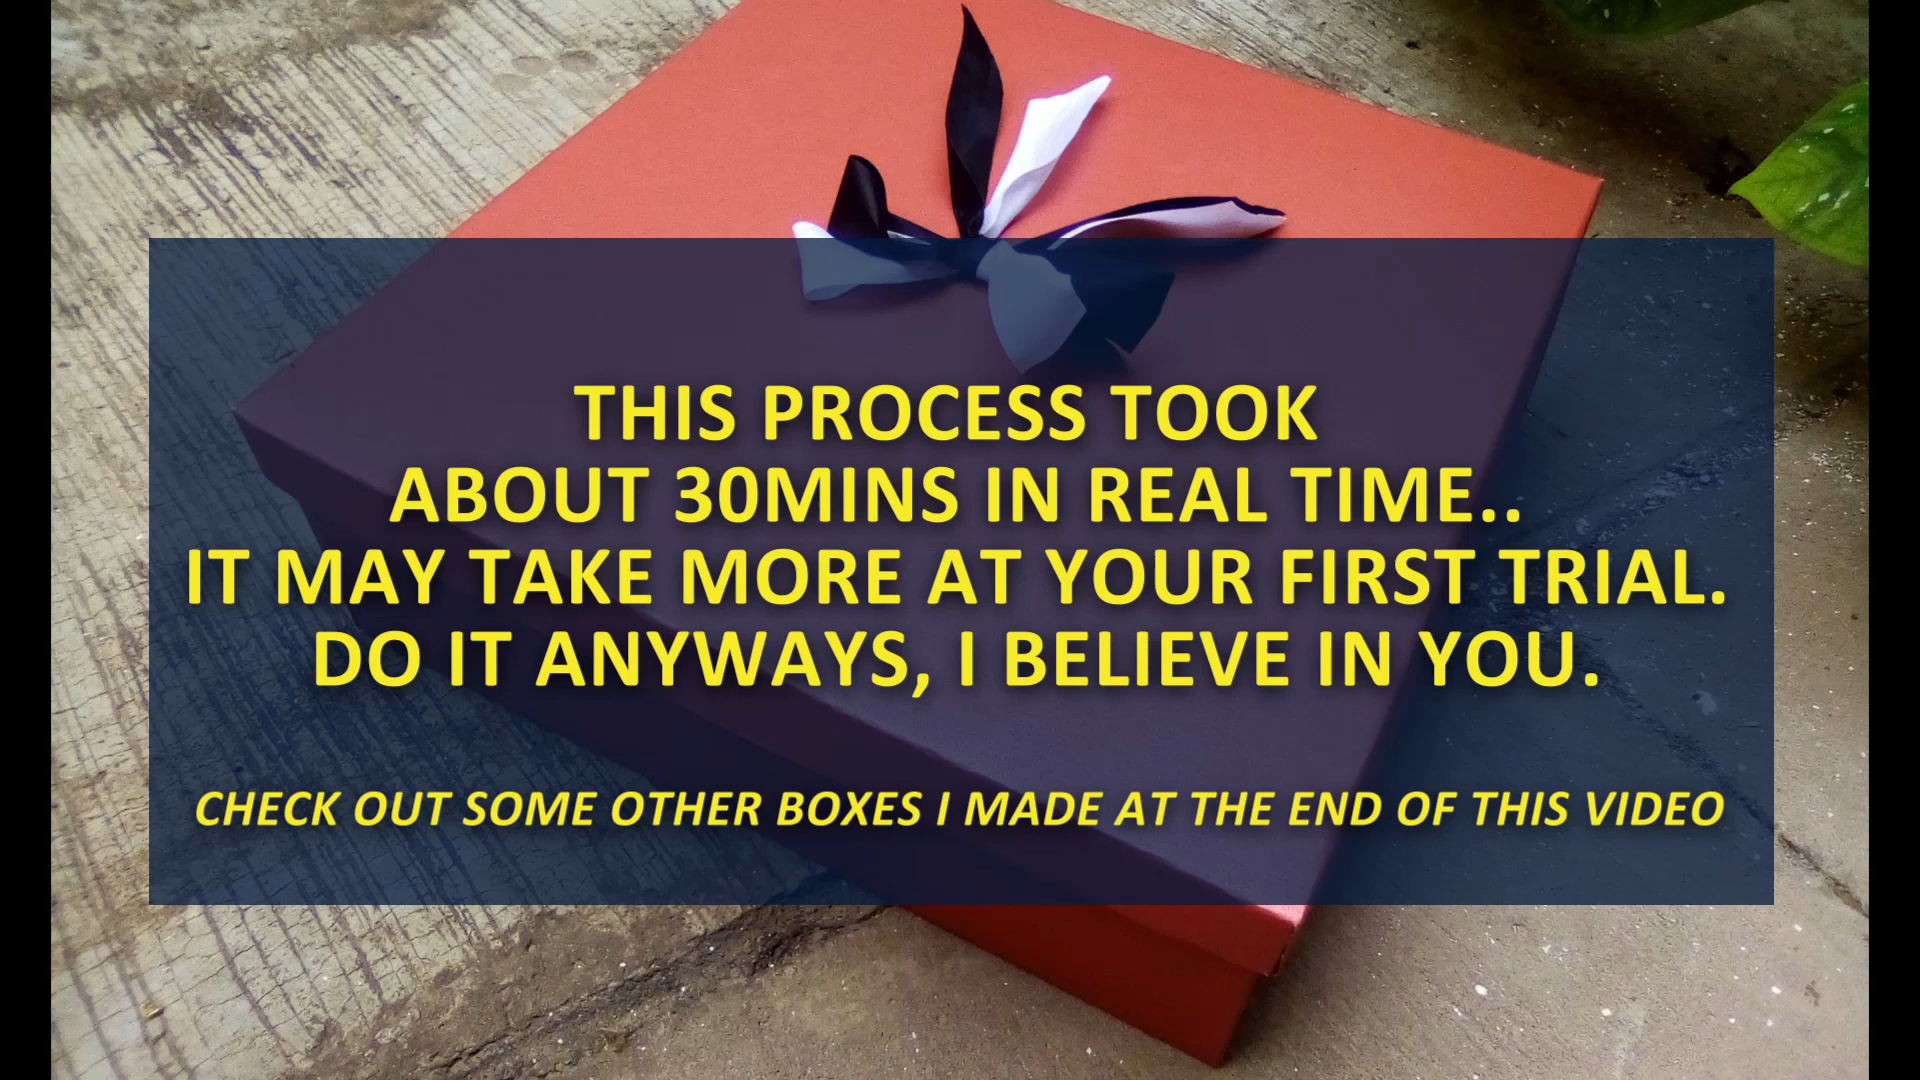 THIS PROCESS TOOK
ABOUT 30MINS IN REAL TIME..
IT MAY TAKE MORE AT YOUR FIRST TRIAL.
DO IT ANYWAYS, I BELIEVE IN YOU.
CHECK OUT SOME OTHER BOXES I MADE AT THE END OF THIS VIDEO